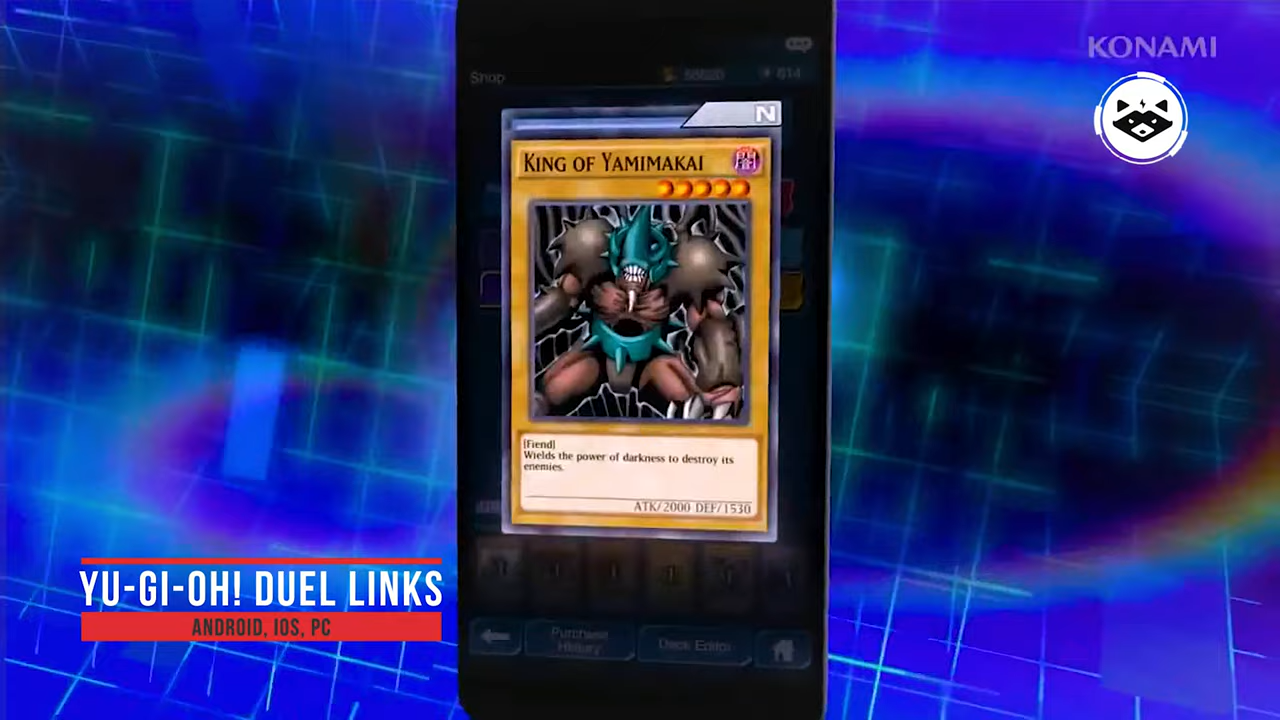 KONAMI
Shop
614
N
KING OF YAMIMAKAI
[Fiend]
Wields the power of darkness to destroy its
enemies.
ATK/2000 DEF/1530
YU-GI-OH! DUEL LINKS
ANDROID, IOS, PC
Purchase
History
Deck Editor